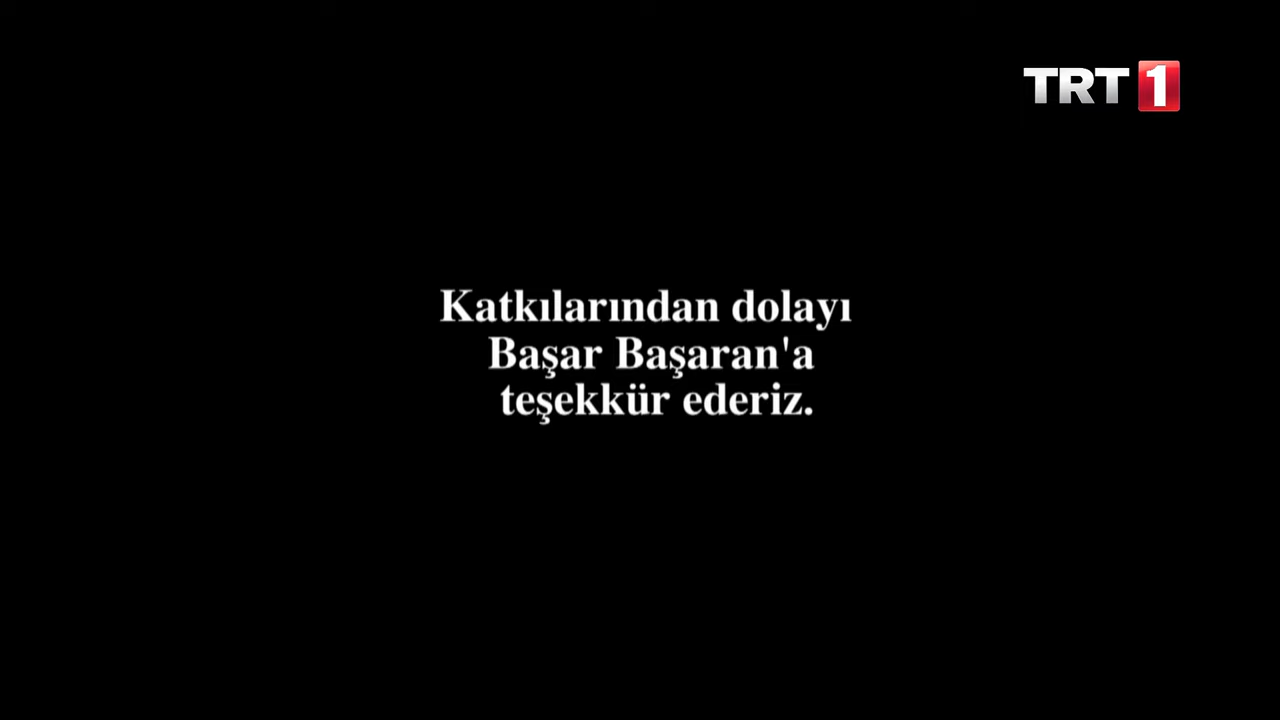 TRT 1
Katkılarından dolayı
Başar Başaran'a
teşekkür ederiz.